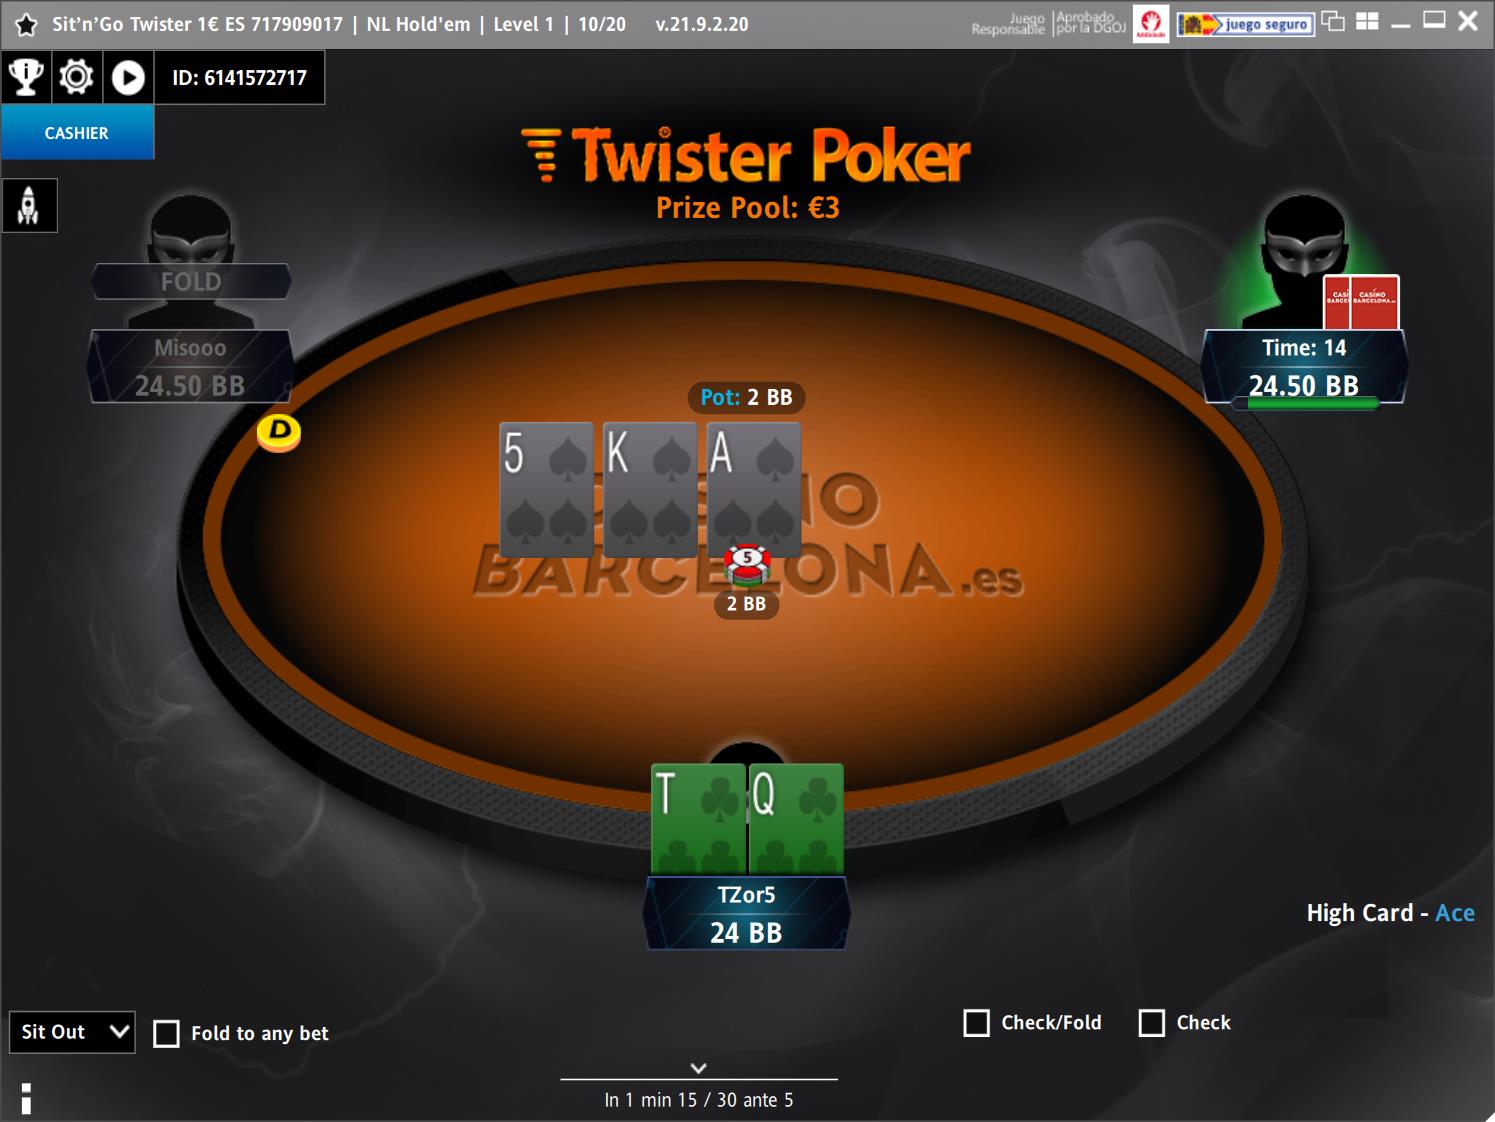 Sit’n’Go Twister 1€ ES 717909017 | NL Hold'em | Level 1 | 10/20 v.21.9.2.20
Juego Responsable
Aprobado por la DGOJ
juego seguro
ID: 6141572717
CASHIER
Twister Poker
Prize Pool: €3
FOLD
Misooo
24.50 BB
CASINO BARCELONA.es
Time: 14
24.50 BB
D
Pot: 2 BB
5 K A
CASINO
BARCELONA.es
5
2 BB
T Q
TZor5
24 BB
High Card - Ace
Sit Out
Fold to any bet
Check/Fold
Check
In 1 min 15 / 30 ante 5